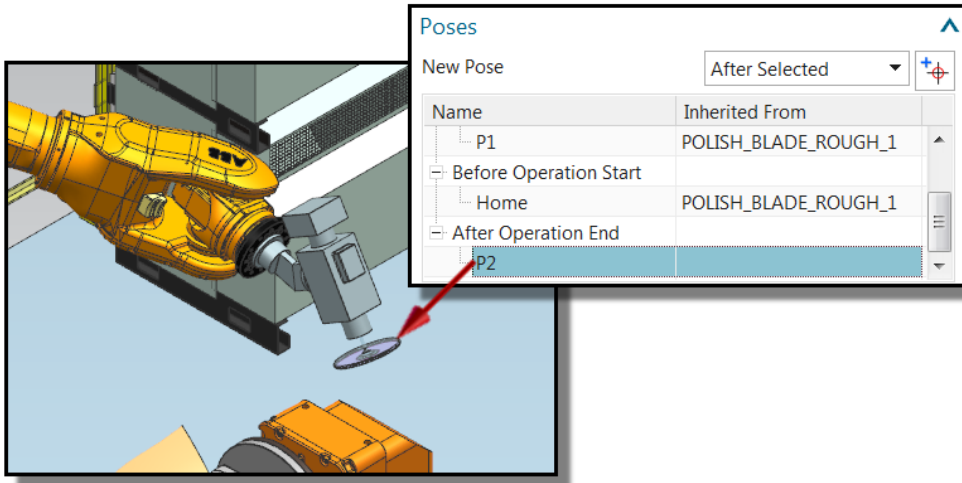 Poses
New Pose After Selected
Name Inherited From
P1 POLISH_BLADE_ROUGH_1
Before Operation Start
Home POLISH_BLADE_ROUGH_1
After Operation End
P2
ABB